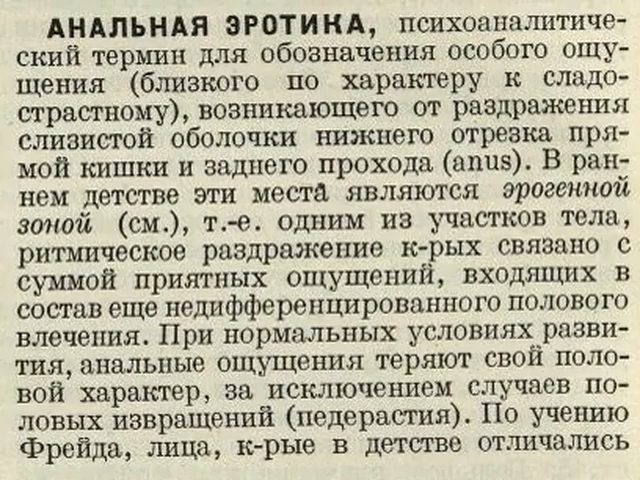 АНАЛЬНАЯ ЭРОТИКА, психоаналитиче-
ский термин для обозначения особого ощу-
щения (близкого по характеру к сладо-
страстному), возникающего от раздражения
слизистой оболочки нижнего отрезка пря-
мой кишки и заднего прохода (anus). В ран-
нем детстве эти места являются эрогенной
зоной (см.), т.-е. одним из участков тела,
ритмическое раздражение к-рых связано с
суммой приятных ощущений, входящих в
состав еще недифференцированного полового
влечения. При нормальных условиях разви-
тия, анальные ощущения теряют свой поло-
вой характер, за исключением случаев по-
ловых извращений (педерастия). По учению
Фрейда, лица, к-рые в детстве отличались